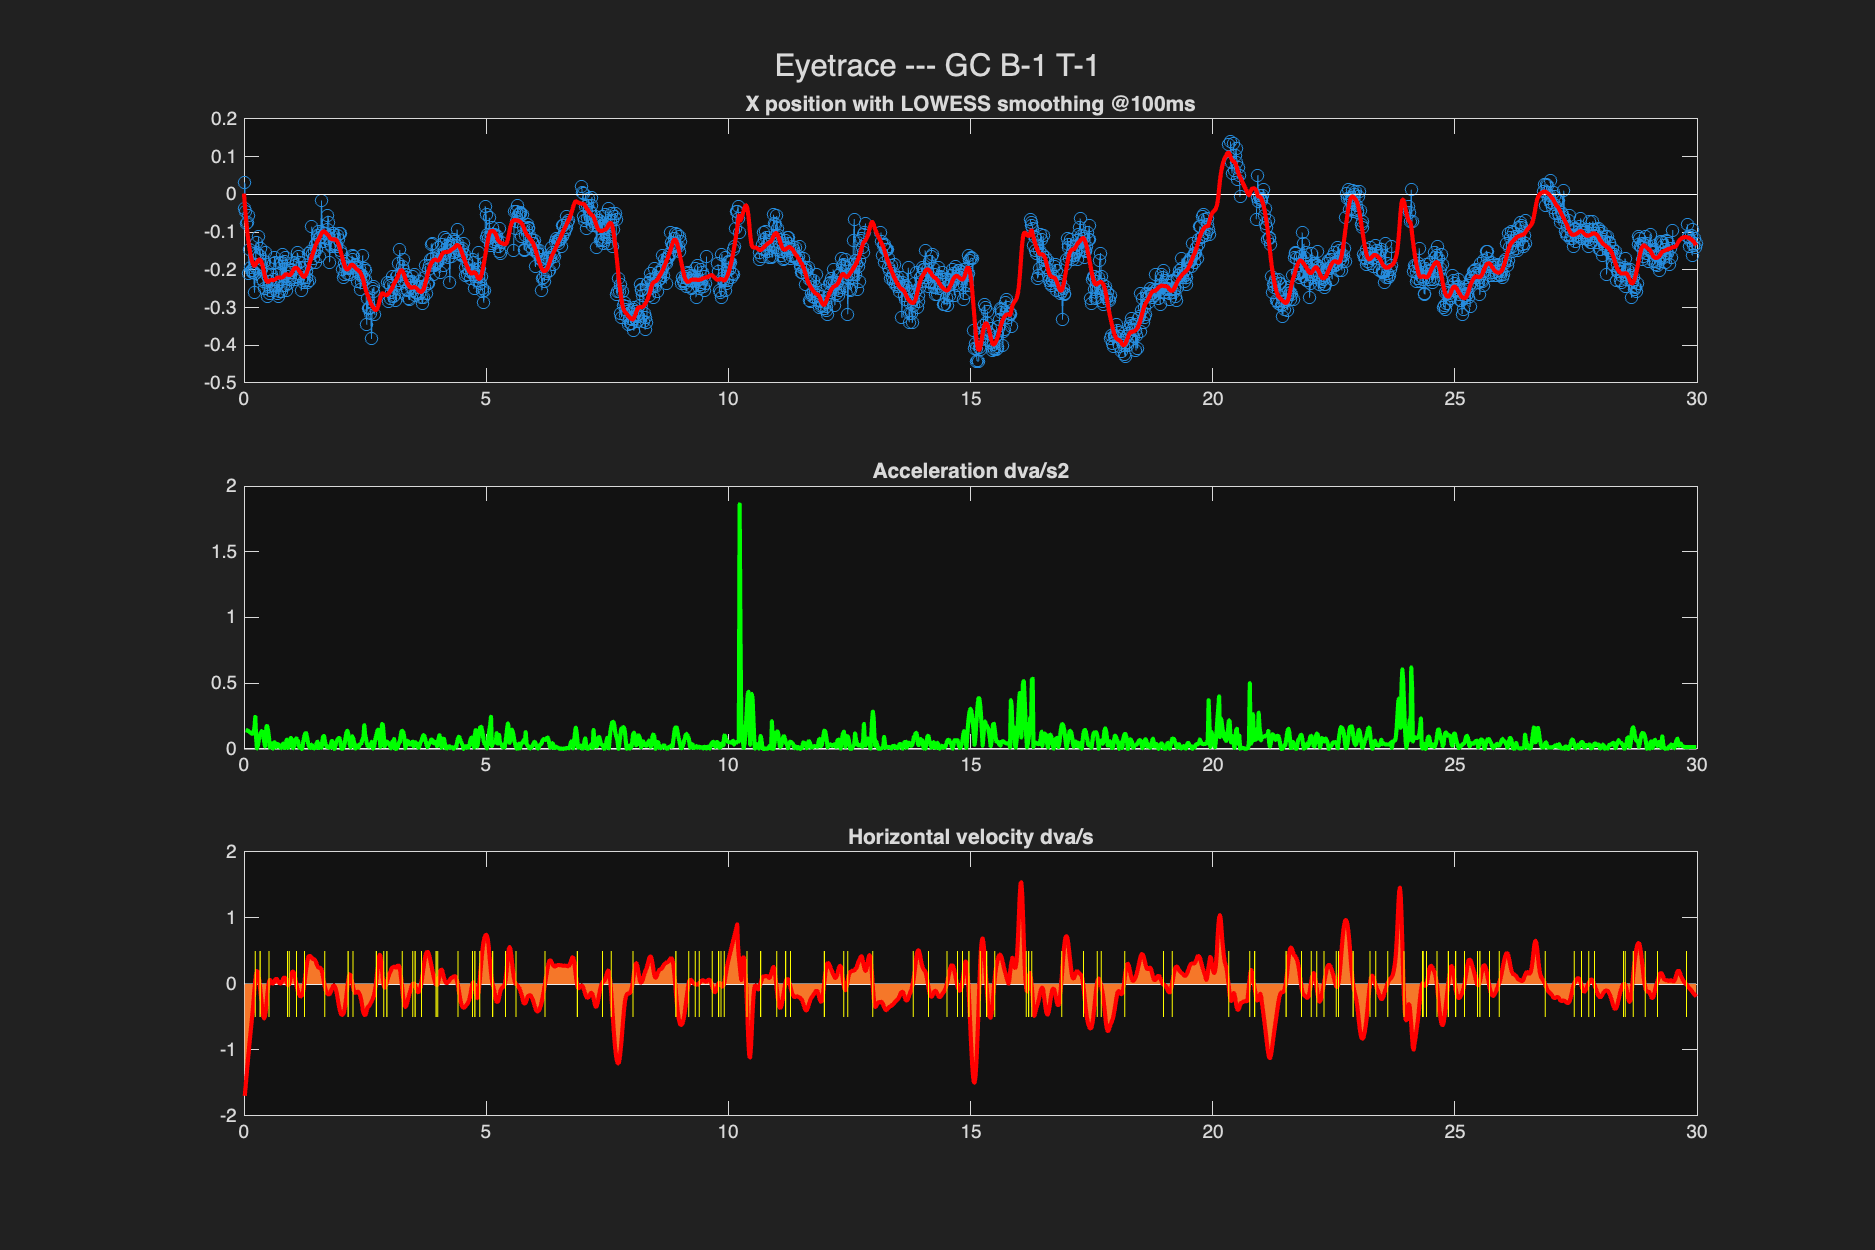 Eyetrace --- GC B-1 T-1
X position with LOWESS smoothing @100ms
0.2
0.1
0
-0.1
-0.2
-0.3
-0.4
-0.5
0 5 10 15 20 25 30
Acceleration dva/s2
2
1.5
1
0.5
0
0 5 10 15 20 25 30
Horizontal velocity dva/s
2
1
0
-1
-2
0 5 10 15 20 25 30